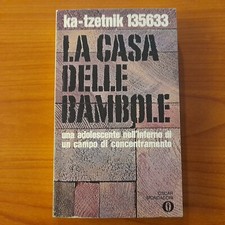 ka-tzetnik 135633
LA CASA
DELLE
BAMBOLE
una adolescente nell'inferno di
un campo di concentramento
OSCAR
MONDADORI